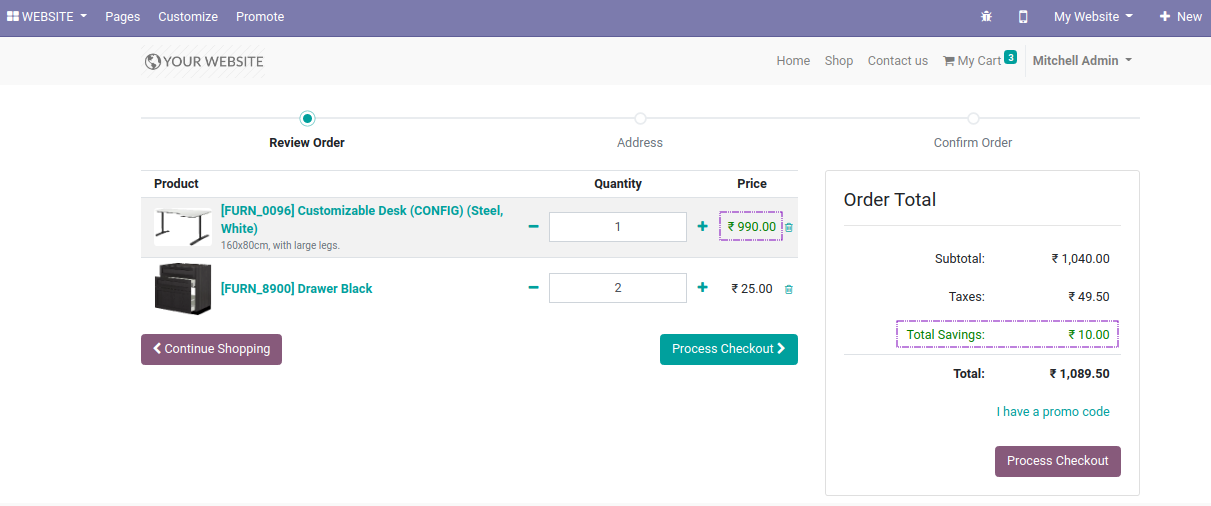 WEBSITE Pages Customize Promote My Website New
YOUR WEBSITE Home Shop Contact us My Cart 3 Mitchell Admin
Review Order Address Confirm Order
Product Quantity Price
[FURN_0096] Customizable Desk (CONFIG) (Steel,
White)
160x80cm, with large legs.
1 ₹ 990.00
[FURN_8900] Drawer Black 2 ₹ 25.00
Continue Shopping Process Checkout
Order Total
Subtotal: ₹ 1,040.00
Taxes: ₹ 49.50
Total Savings: ₹ 10.00
Total: ₹ 1,089.50
I have a promo code
Process Checkout